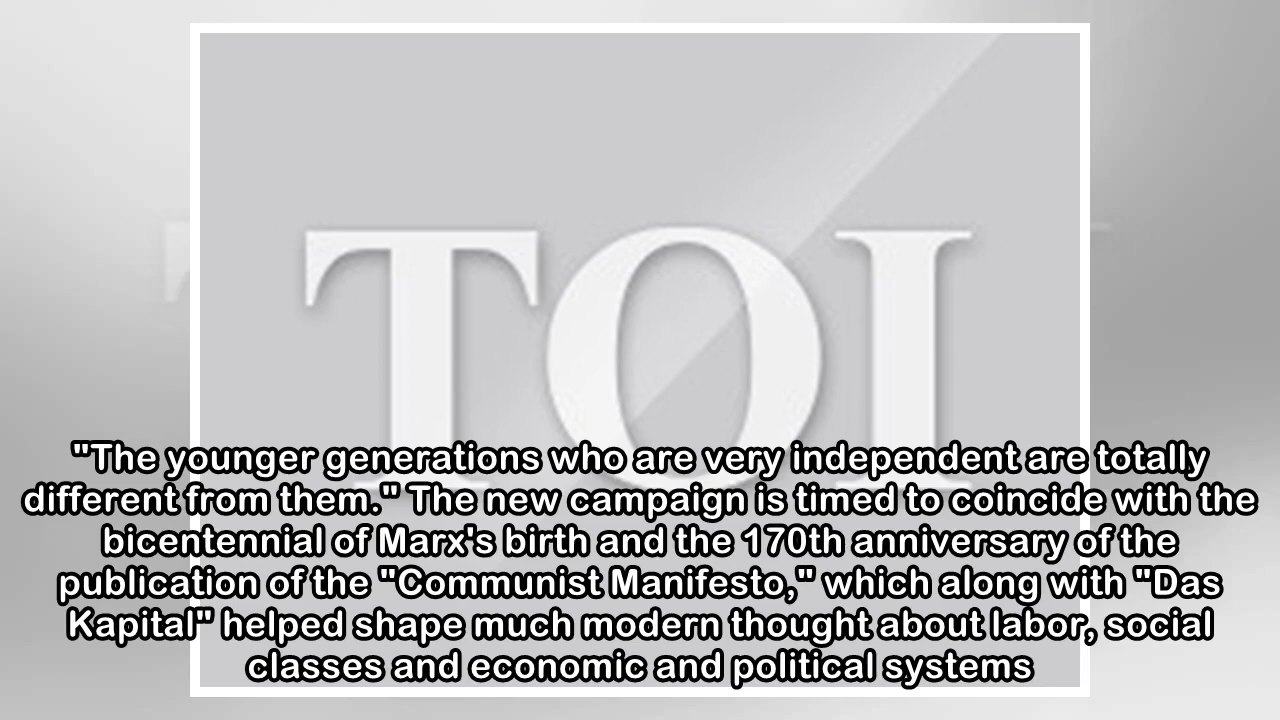 TOI
"The younger generations who are very independent are totally
different from them." The new campaign is timed to coincide with the
bicentennial of Marx's birth and the 170th anniversary of the
publication of the "Communist Manifesto," which along with "Das
Kapital" helped shape much modern thought about labor, social
classes and economic and political systems